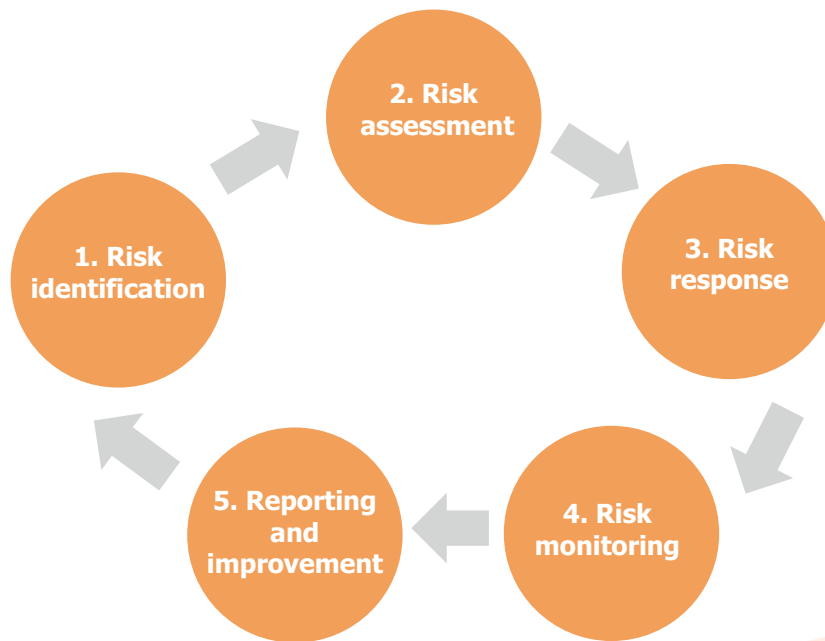 1. Risk
identification
2. Risk
assessment
3. Risk
response
4. Risk
monitoring
5. Reporting
and
improvement